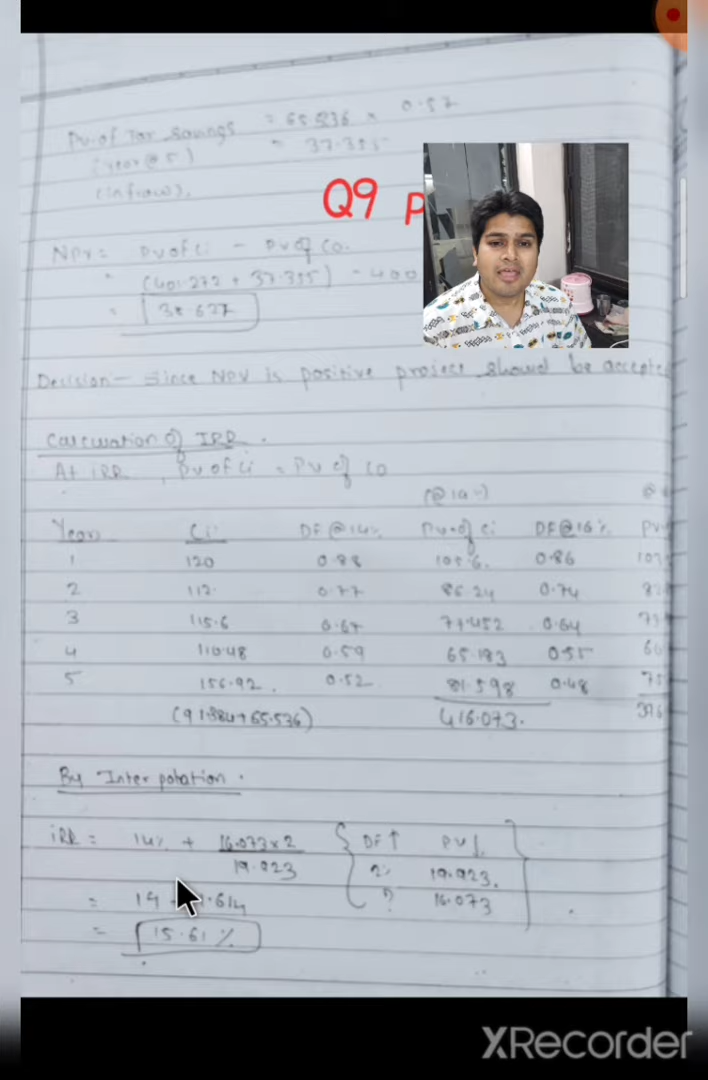 Pv.of Tax Savings = 65.536 × 0.57
(year @ 5) = 37.355
(inflow).
Q9 P
NPV = PV of Ci PV of CO.
= (401.272 + 37.355) - 400
= 38.627
Decision- Since NPV is positive project should be accepte
Calculation of IRR.
At iRR, PV of Ci = PV of CO
Year Ci DF @ 14% PV of Ci DF @ 16% PV
1 120 0.88 105.6. 0.86 103
2 112. 0.77 86.24 0.74
3 115.6 0.67 77.452 0.64
4 110.48 0.59 65.183 0.55
5 156.92. 0.52 81.598 0.48
(91.384+65.536) 416.073.
By Interpolation.
iRR = 14% + 16.073×2 DF↑ PV↓
19.923 2% 19.923.
= 14 .614 ? 16.073
= 15.61%
XRecorder